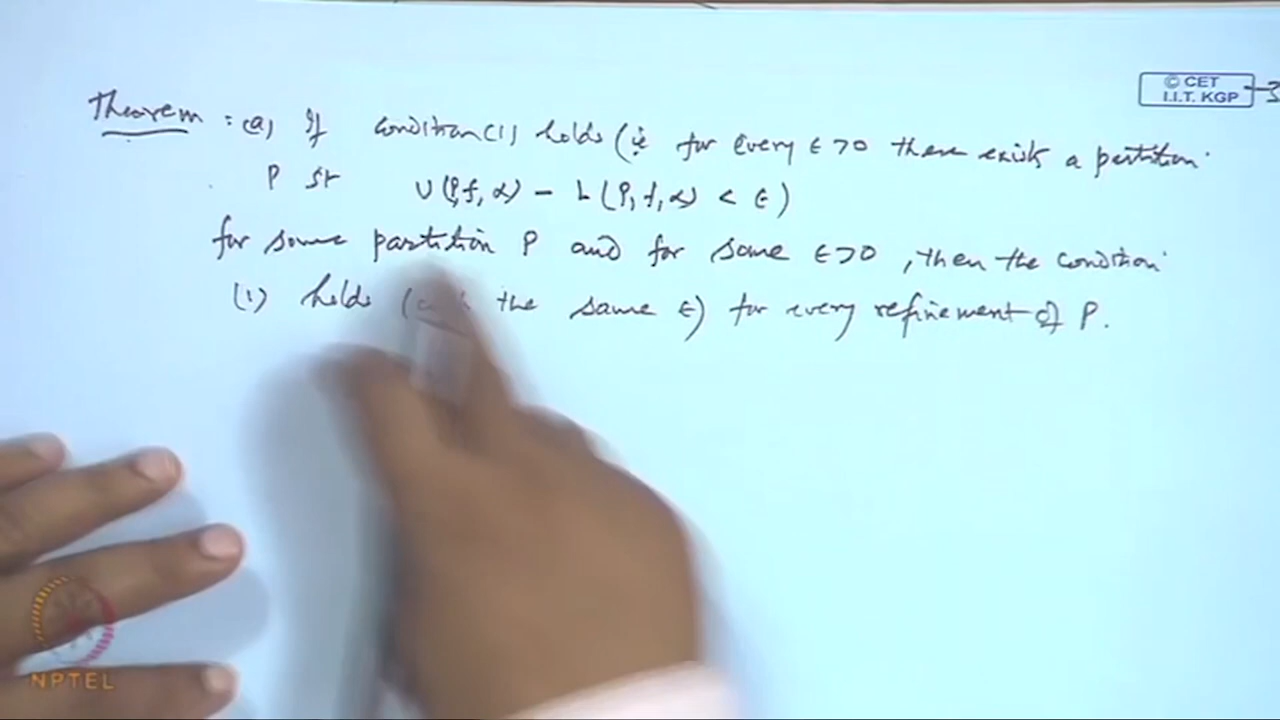 © CET
I.I.T. KGP
Theorem : (a) If condition (1) holds (ie for every ε > 0 there exists a partition
P st U(P, f, α) - L(P, f, α) < ε)
for some partition P and for some ε > 0, then the condition
(1) holds ( the same ε) for every refinement of P.
NPTEL